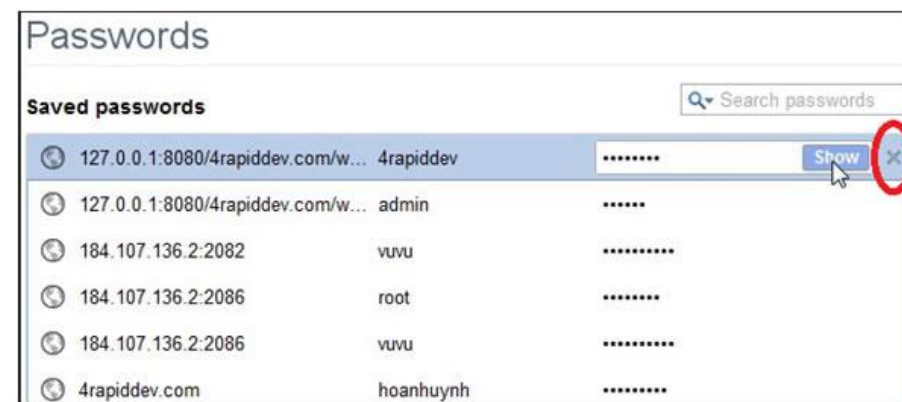 Passwords
Saved passwords
Search passwords
127.0.0.1:8080/4rapiddev.com/w... 4rapiddev •••••••• Show
127.0.0.1:8080/4rapiddev.com/w... admin ••••••
184.107.136.2:2082 vuvu ••••••••••
184.107.136.2:2086 root ••••••••
184.107.136.2:2086 vuvu ••••••••••
4rapiddev.com hoanhuynh •••••••••